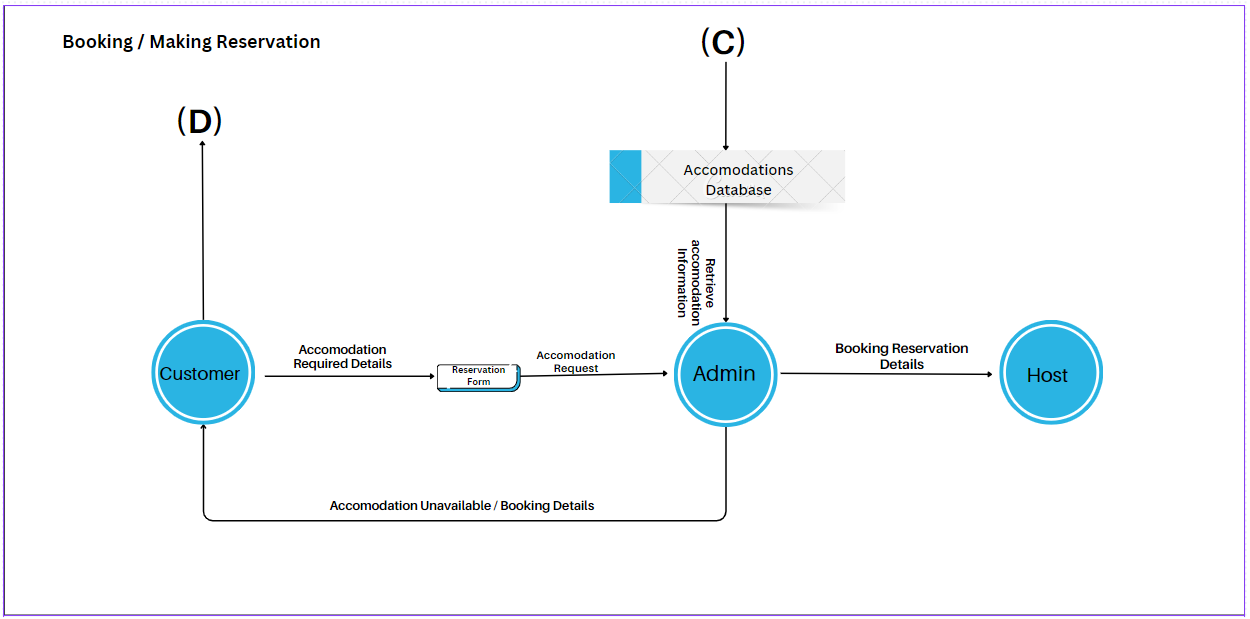 Booking / Making Reservation
(C)
(D)
Accomodations
Database
Retrieve
accomodation
Information
Customer
Accomodation
Required Details
Reservation
Form
Accomodation
Request
Admin
Booking Reservation
Details
Host
Accomodation Unavailable / Booking Details